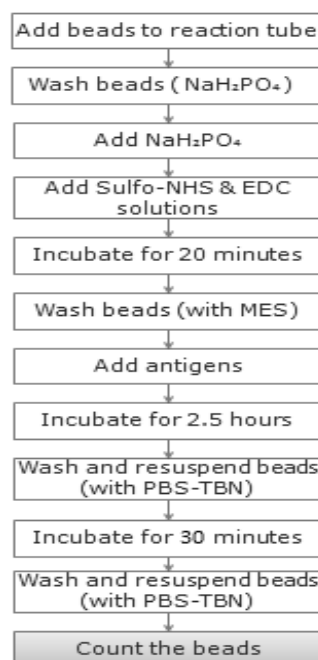 Add beads to reaction tube
Wash beads ( NaH₂PO₄)
Add NaH₂PO₄
Add Sulfo-NHS & EDC
solutions
Incubate for 20 minutes
Wash beads (with MES)
Add antigens
Incubate for 2.5 hours
Wash and resuspend beads
(with PBS-TBN)
Incubate for 30 minutes
Wash and resuspend beads
(with PBS-TBN)
Count the beads